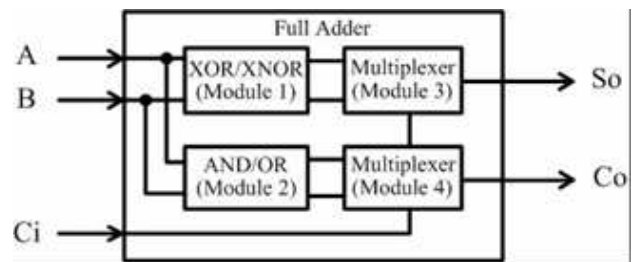 Full Adder
A
XOR/XNOR
(Module 1)
Multiplexer
(Module 3)
So
B
AND/OR
(Module 2)
Multiplexer
(Module 4)
Co
Ci